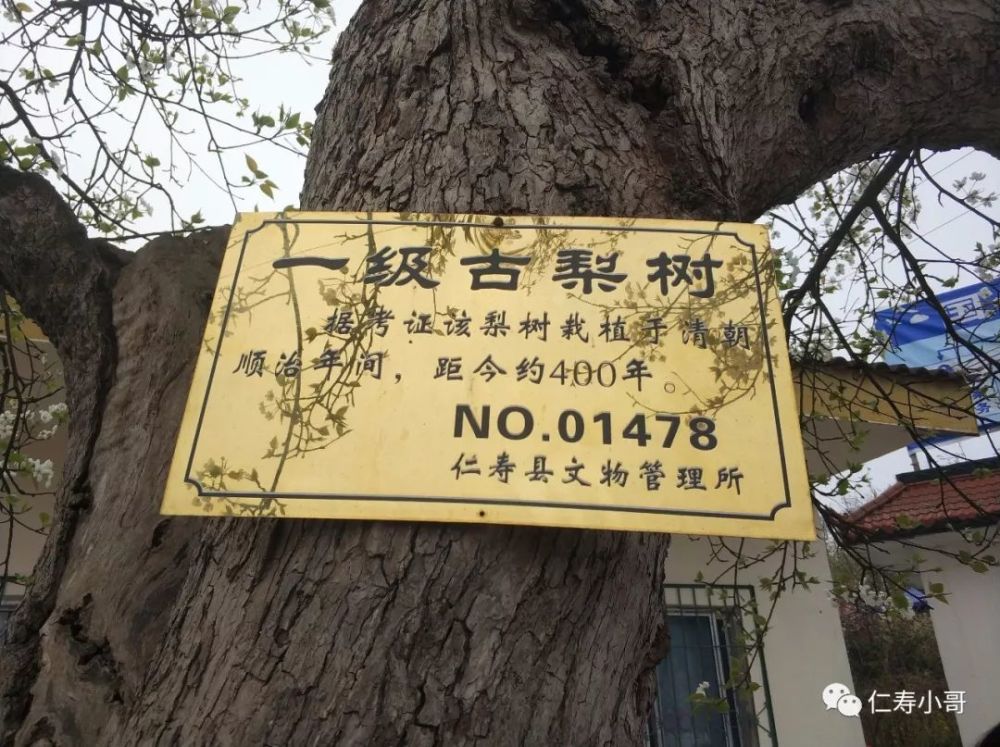 一级古梨树
据考证该梨树栽植于清朝
顺治年间，距今约400年。
NO.01478
仁寿县文物管理所
仁寿小哥